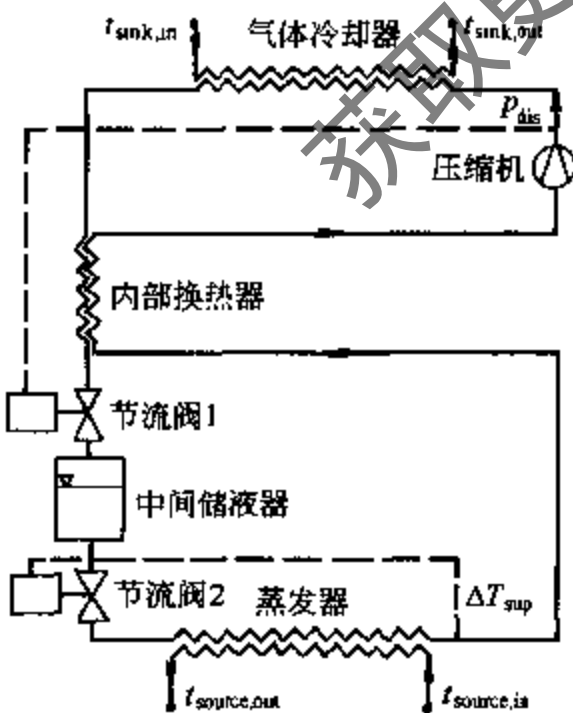 t_sink,in
气体冷却器
t_sink,out
p_dis
压缩机
内部换热器
节流阀1
中间储液器
节流阀2
蒸发器
ΔT_sup
t_source,out
t_source,in
获取